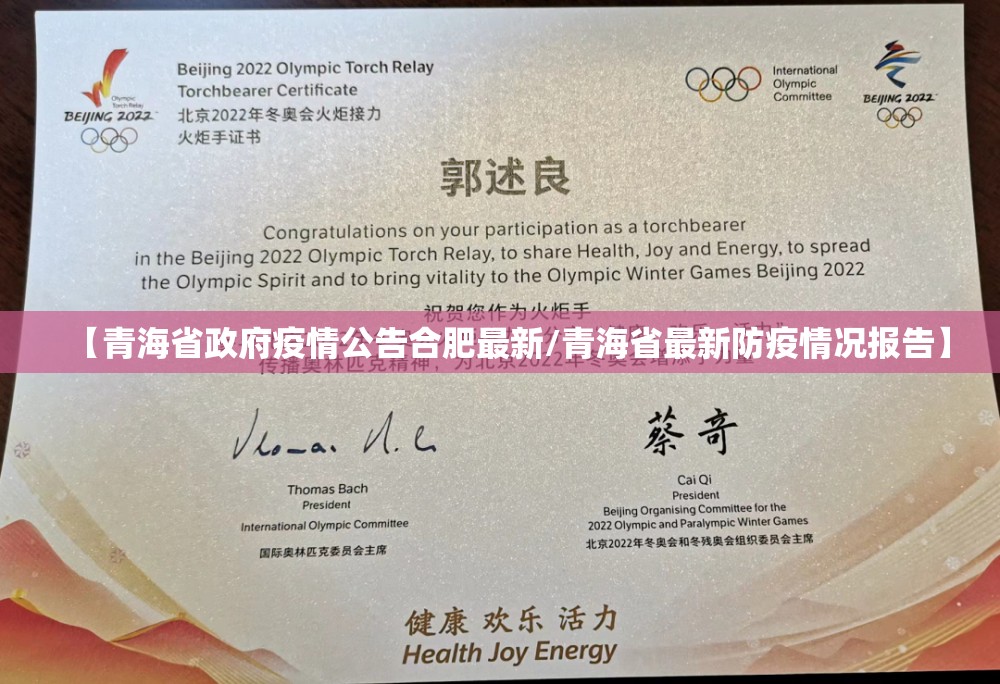 Beijing 2022 Olympic Torch Relay
Torchbearer Certificate
北京2022年冬奥会火炬接力
火炬手证书
Olympic
Torch Relay
BEIJING 2022
International
Olympic
Committee
BEIJING 2022
郭述良
Congratulations on your participation as a torchbearer
in the Beijing 2022 Olympic Torch Relay, to share Health, Joy and Energy, to spread
the Olympic Spirit and to bring vitality to the Olympic Winter Games Beijing 2022
祝贺您作为火炬手
【青海省政府疫情公告合肥最新/青海省最新防疫情况报告】
传播奥林匹克精神，为北京2022年冬奥会增添了力量
蔡奇
Thomas Bach
President
International Olympic Committee
国际奥林匹克委员会主席
Cai Qi
President
Beijing Organising Committee for the
2022 Olympic and Paralympic Winter Games
北京2022年冬奥会和冬残奥会组织委员会主席
健康 欢乐 活力
Health Joy Energy